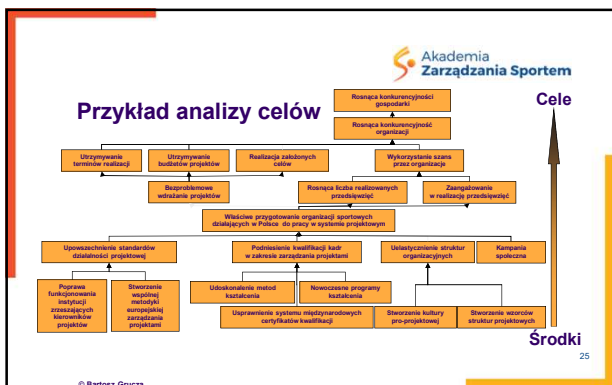 Akademia
Zarządzania Sportem
Przykład analizy celów
Rosnąca konkurencyjności
gospodarki
Cele
Rosnąca konkurencyjność
organizacji
Utrzymywanie
terminów realizacji
Utrzymywanie
budżetów projektów
Realizacja założonych
celów
Wykorzystanie szans
przez organizacje
Bezproblemowe
wdrażanie projektów
Rosnąca liczba realizowanych
przedsięwzięć
Zaangażowanie
w realizację przedsięwzięć
Właściwe przygotowanie organizacji sportowych
działających w Polsce do pracy w systemie projektowym
Upowszechnienie standardów
działalności projektowej
Podniesienie kwalifikacji kadr
w zakresie zarządzania projektami
Uelastycznienie struktur
organizacyjnych
Kampania
społeczna
Poprawa
funkcjonowania
instytucji
zrzeszających
kierowników
projektów
Stworzenie
wspólnej
metodyki
europejskiej
zarządzania
projektami
Udoskonalenie metod
kształcenia
Nowoczesne programy
kształcenia
Usprawnienie systemu międzynarodowych
certyfikatów kwalifikacji
Stworzenie kultury
pro-projektowej
Stworzenie wzorców
struktur projektowych
Środki
25
© Bartosz Grucza